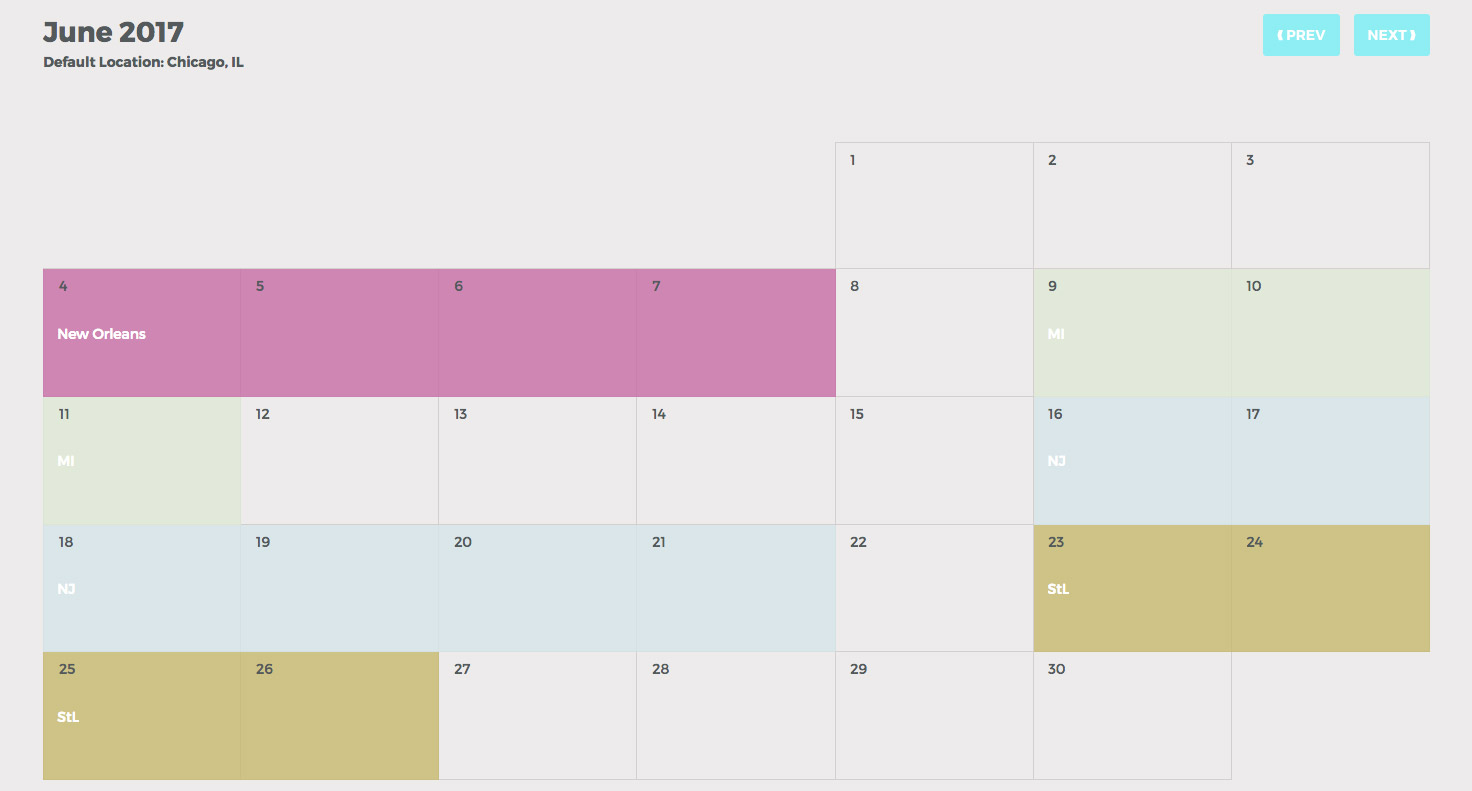 June 2017
Default Location: Chicago, IL
PREV
NEXT
1 2 3
4 5 6 7 8 9 10
New Orleans MI
11 12 13 14 15 16 17
MI NJ
18 19 20 21 22 23 24
NJ StL
25 26 27 28 29 30
StL